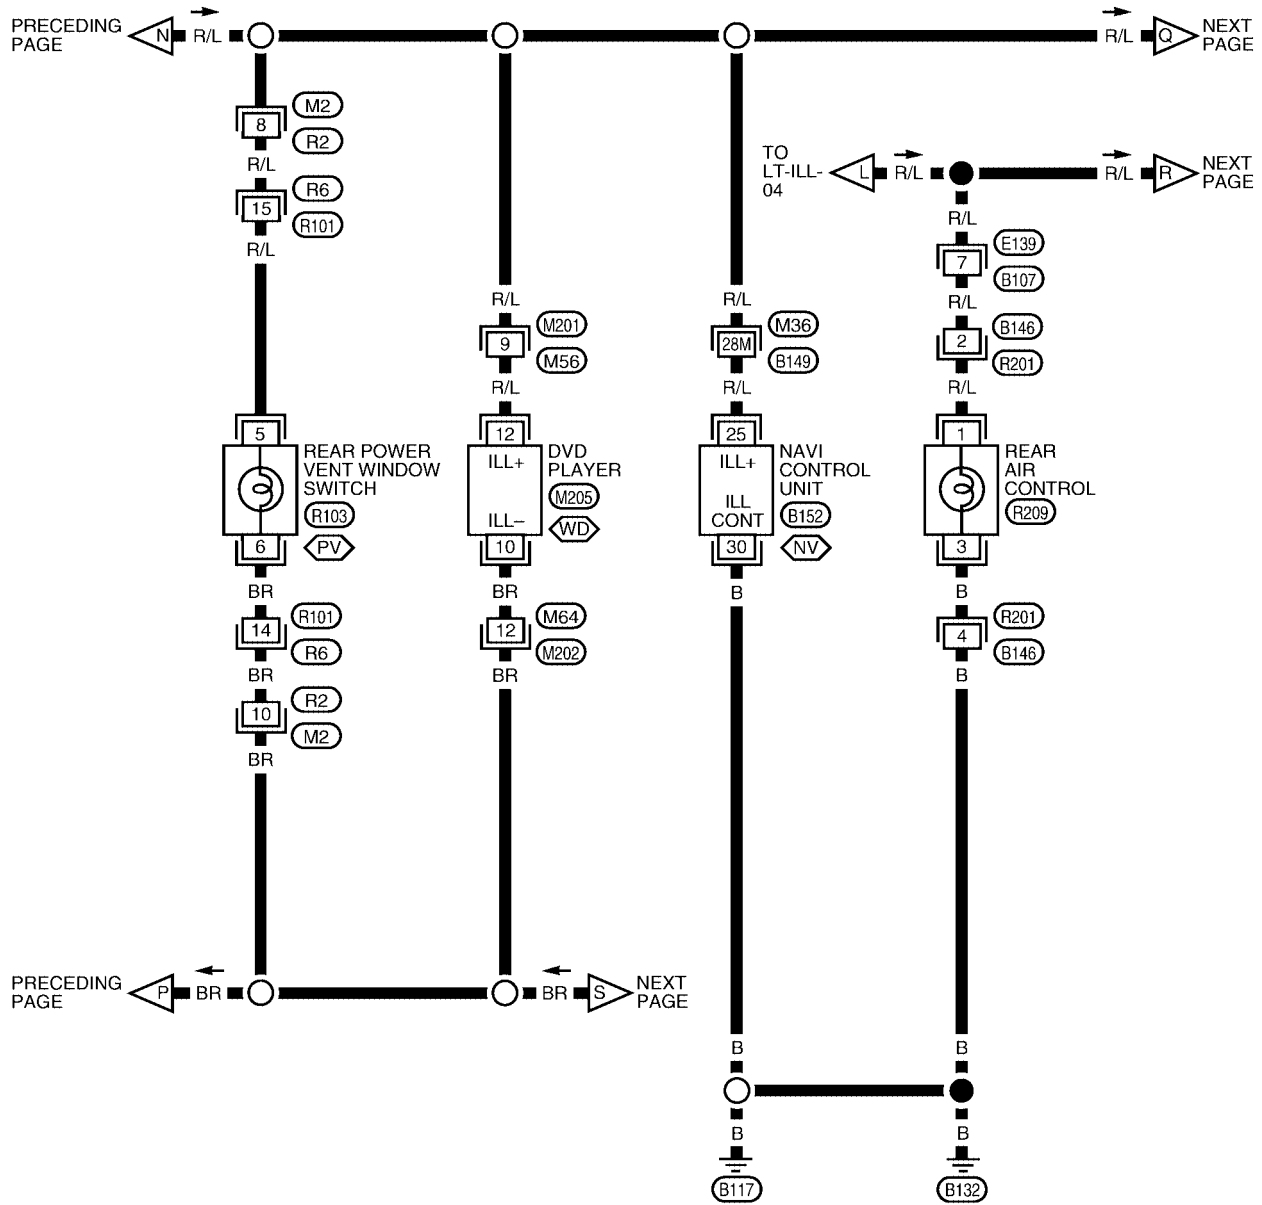 PRECEDING
PAGE
N
R/L
R/L
Q
NEXT
PAGE
8
M2
R2
R/L
15
R6
R101
R/L
TO
LT-ILL-
04
L
R/L
R/L
R
NEXT
PAGE
R/L
7
E139
B107
R/L
R/L
R/L
9
M201
M56
28M
M36
B149
2
B146
R201
R/L
R/L
R/L
5
REAR POWER
VENT WINDOW
SWITCH
R103
6
PV
12
ILL+
ILL-
10
DVD
PLAYER
M205
WD
25
ILL+
ILL
CONT
30
NAVI
CONTROL
UNIT
B152
NV
1
REAR
AIR
CONTROL
R209
3
BR
BR
B
B
14
R101
R6
12
M64
M202
4
R201
B146
BR
BR
B
10
R2
M2
BR
PRECEDING
PAGE
P
BR
BR
S
NEXT
PAGE
B
B
B
B
B117
B132